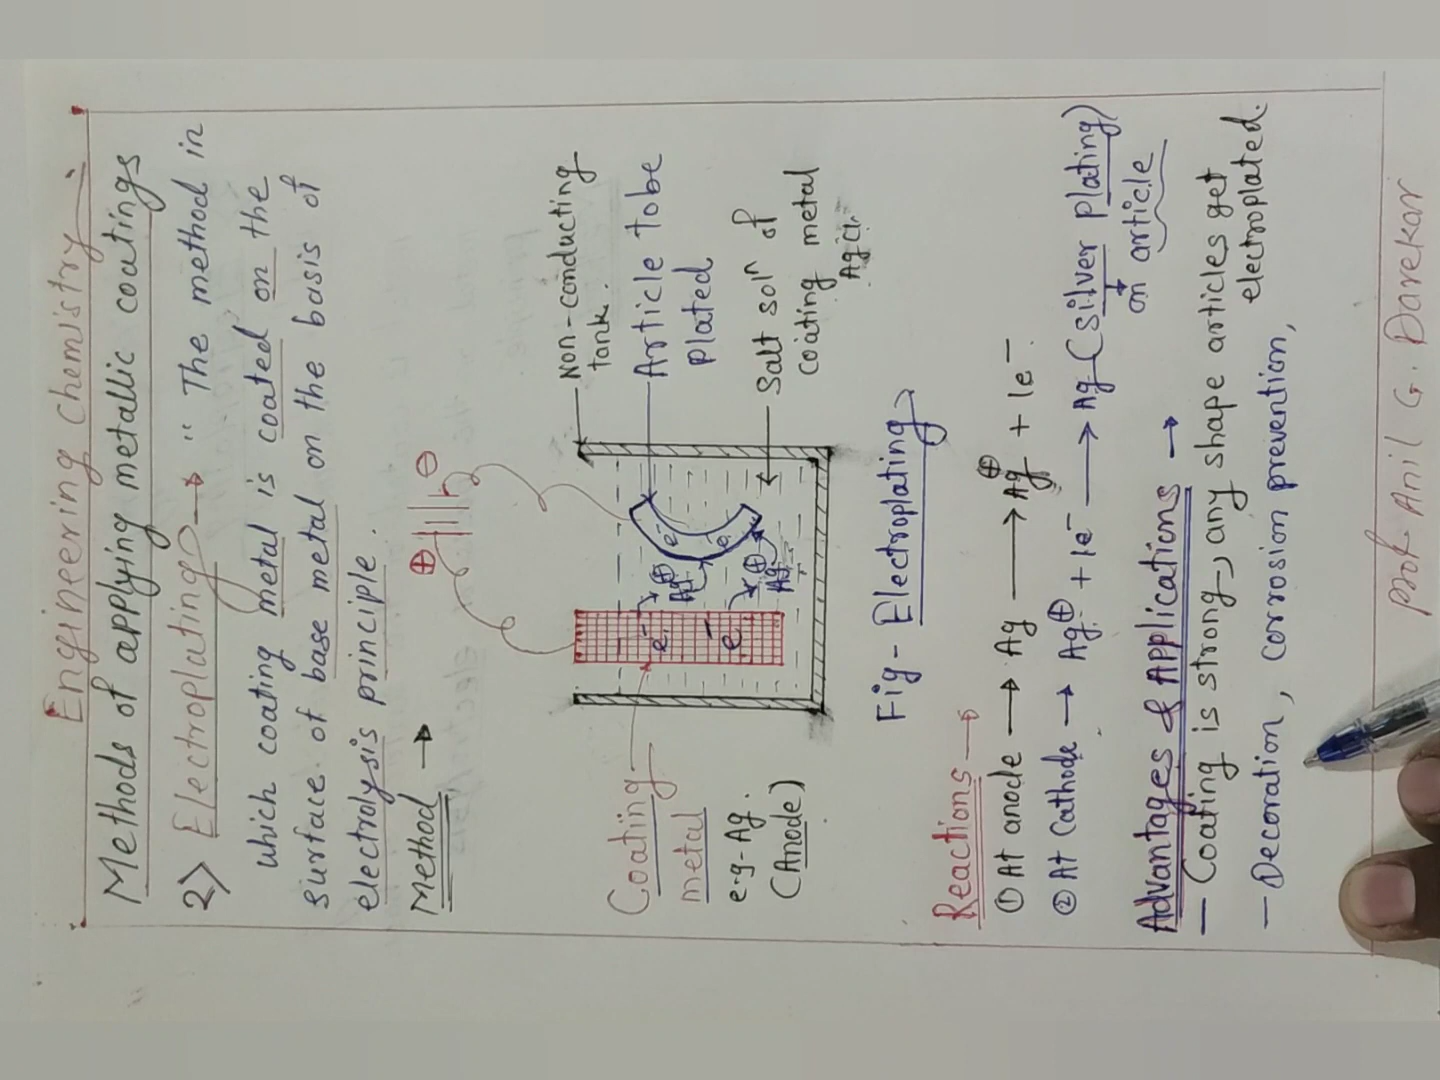 Engineering chemistry
Methods of applying metallic coatings
2> Electroplating → " The method in
which coating metal is coated on the
surface of base metal on the basis of
electrolysis principle.
Method →
⊕ ⊖
Non-conducting
tank.
Article tobe
plated
Salt solⁿ of
coating metal
AgCl
Coatiing
metal
e.g-Ag.
(Anode)
e⁻
e⁻
Ag⊕
Ag⊕
e⁻
e⁻
Fig - Electroplating
Reactions →
① At anode → Ag → Ag⊕ + 1e⁻.
② At Cathode → Ag⊕ + 1e⁻ → Ag (Silver plating)
on article
Advantages & Applications →
- Coating is strong, any shape articles get
electroplated.
- Decoration, corrosion prevention,
Prof. Anil G. Darekar